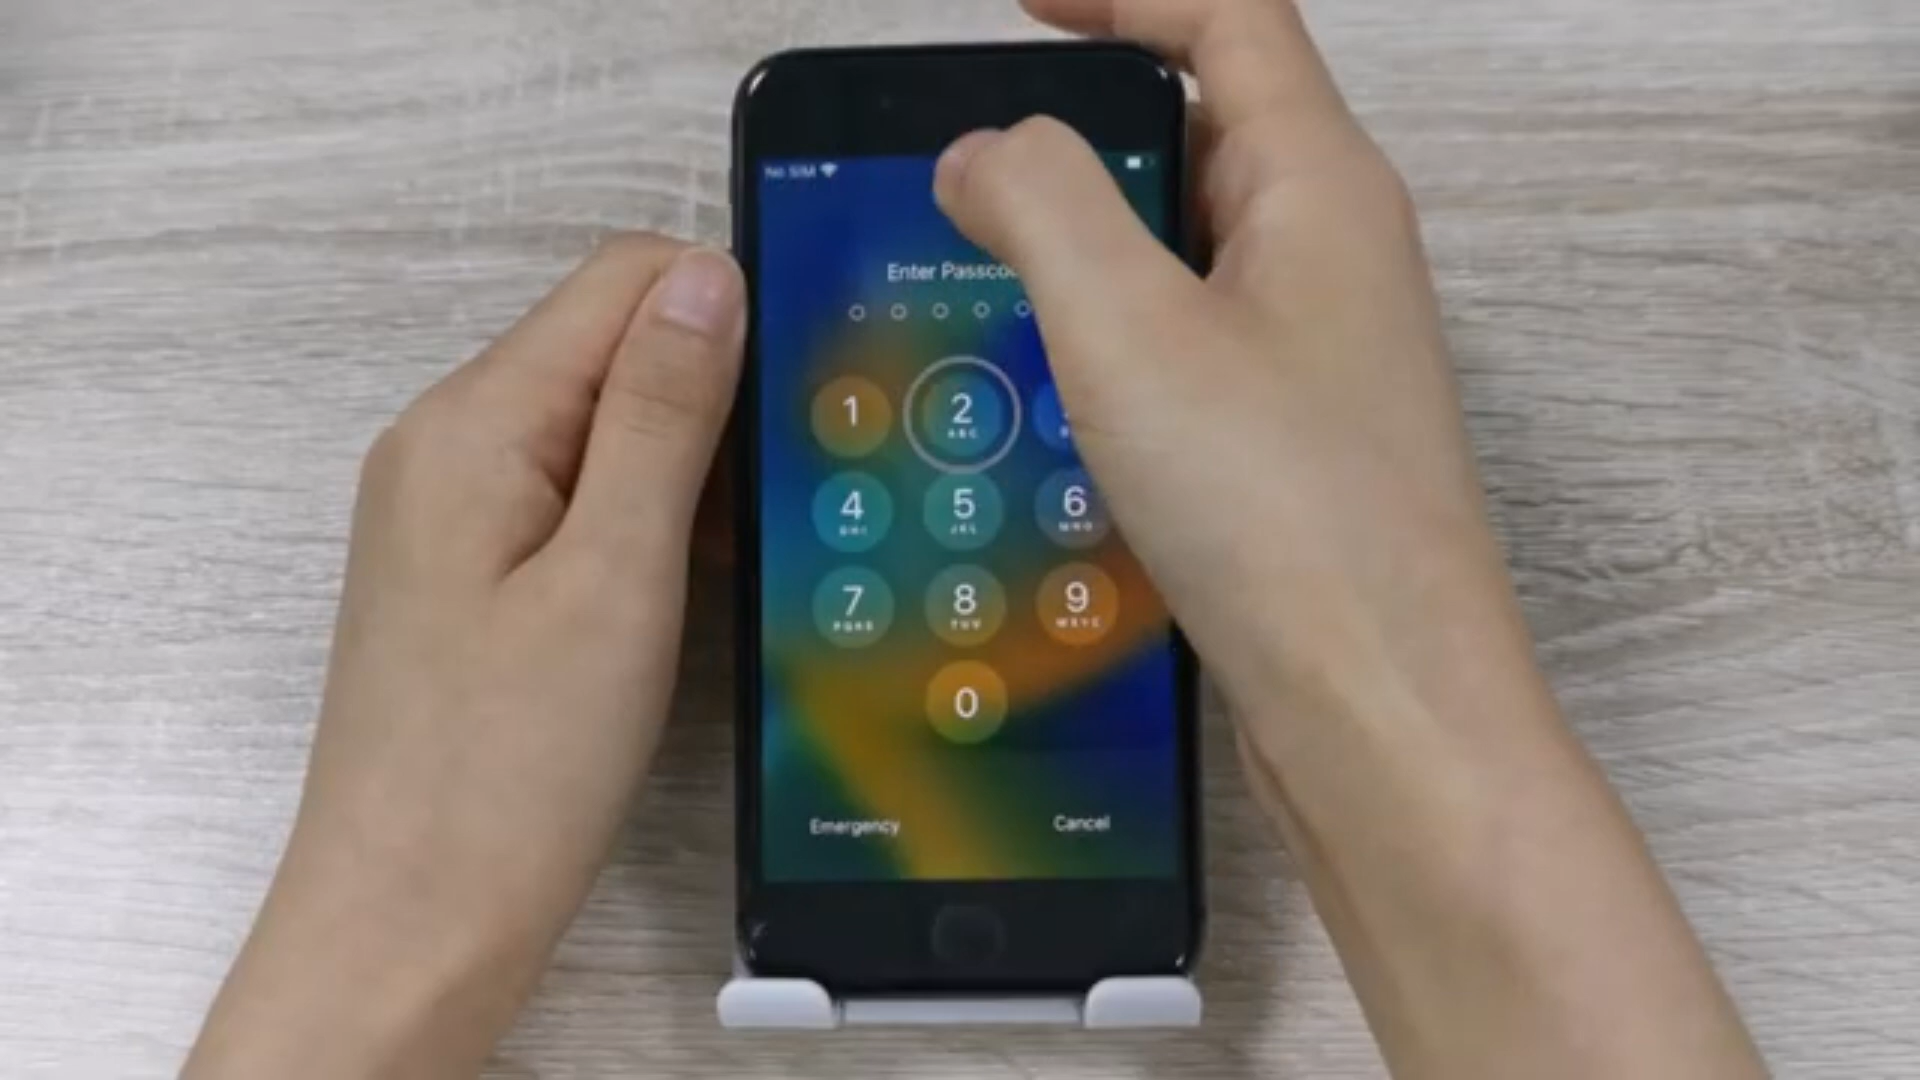 No SIM
Enter
1 2
ABC
4 5 6
GHI JKL MNO
7 8 9
PQRS TUV WXYZ
0
Emergency Cancel